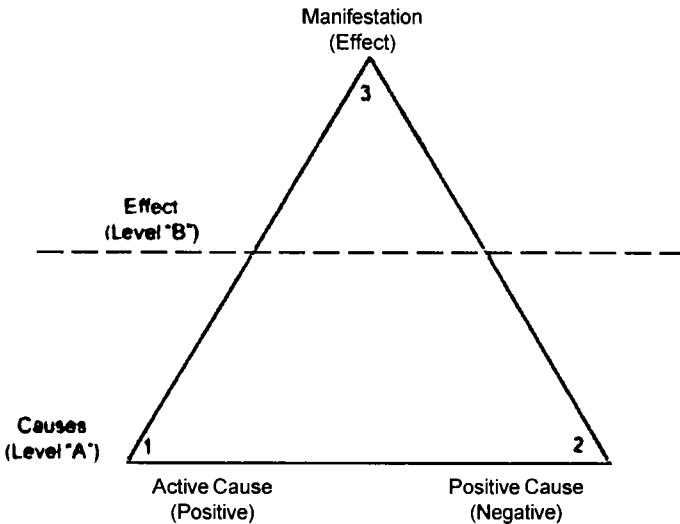 Manifestation
(Effect)
3
Effect
(Level "B")
Causes
(Level "A")
1
2
Active Cause
(Positive)
Positive Cause
(Negative)